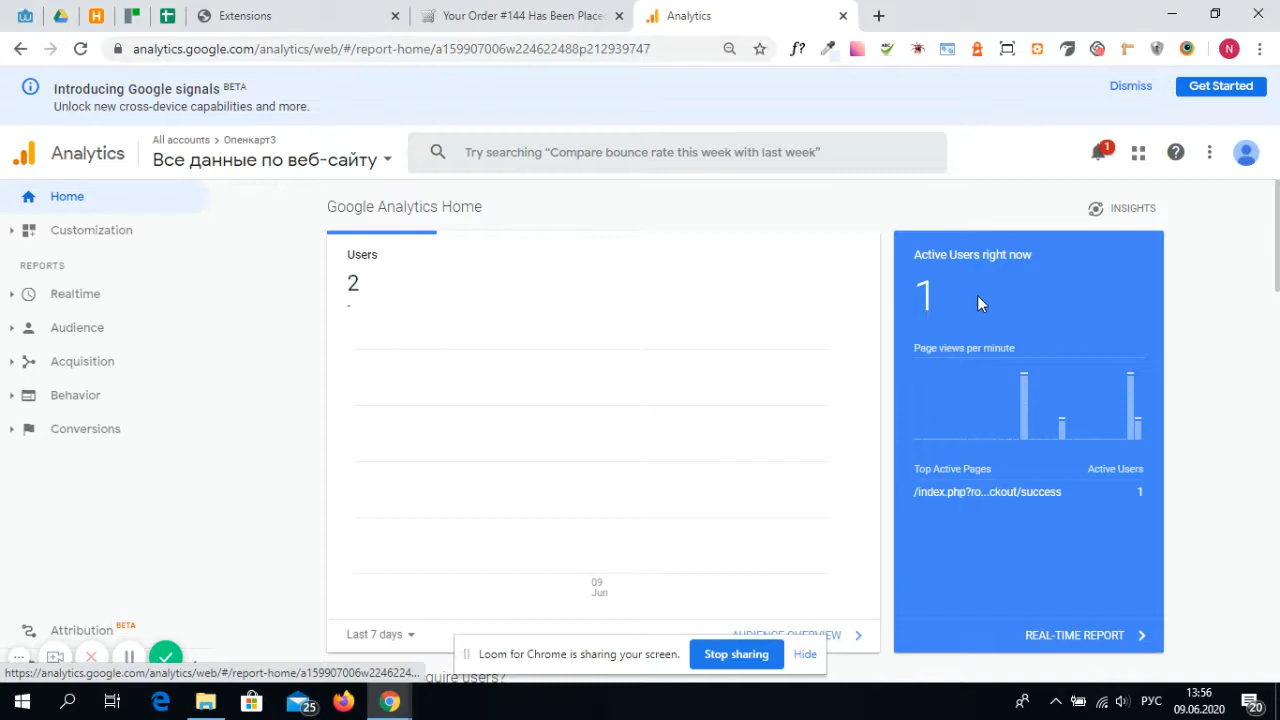 Extensions
Your Order #144 Has Been Place
Analytics
analytics.google.com/analytics/web/#/report-home/a159907006w224622488p212939747
f?
N
Introducing Google signals BETA
Unlock new cross-device capabilities and more.
Dismiss
Get Started
Analytics
All accounts > Опенкарт3
Все данные по веб-сайту
Try searching “Compare bounce rate this week with last week”
1
Home
Customization
REPORTS
Realtime
Audience
Acquisition
Behavior
Conversions
Attribution BETA
Google Analytics Home
INSIGHTS
Users
2
-
09
Jun
Last 7 days
AUDIENCE OVERVIEW
Active Users right now
1
Page views per minute
Top Active Pages
Active Users
/index.php?ro...ckout/success
1
REAL-TIME REPORT
Loom for Chrome is sharing your screen.
Stop sharing
Hide
https://analytics.google.com/analytics/web/#/report-home/a159907006w2246224...
quire users?
25
РУС
13:56
09.06.2020
20